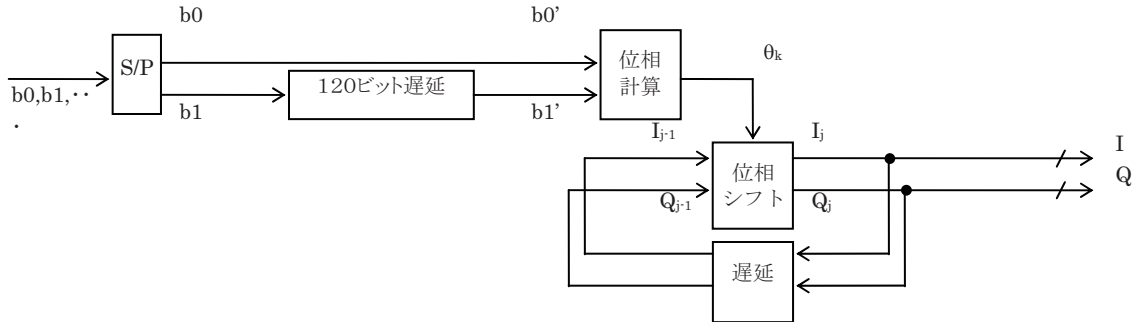 b0
b0'
S/P
b0,b1,‥
.
120ビット遅延
b1
b1'
位相
計算
θk
Ij-1
Ij
I
Q
位相
シフト
Qj-1
Qj
遅延